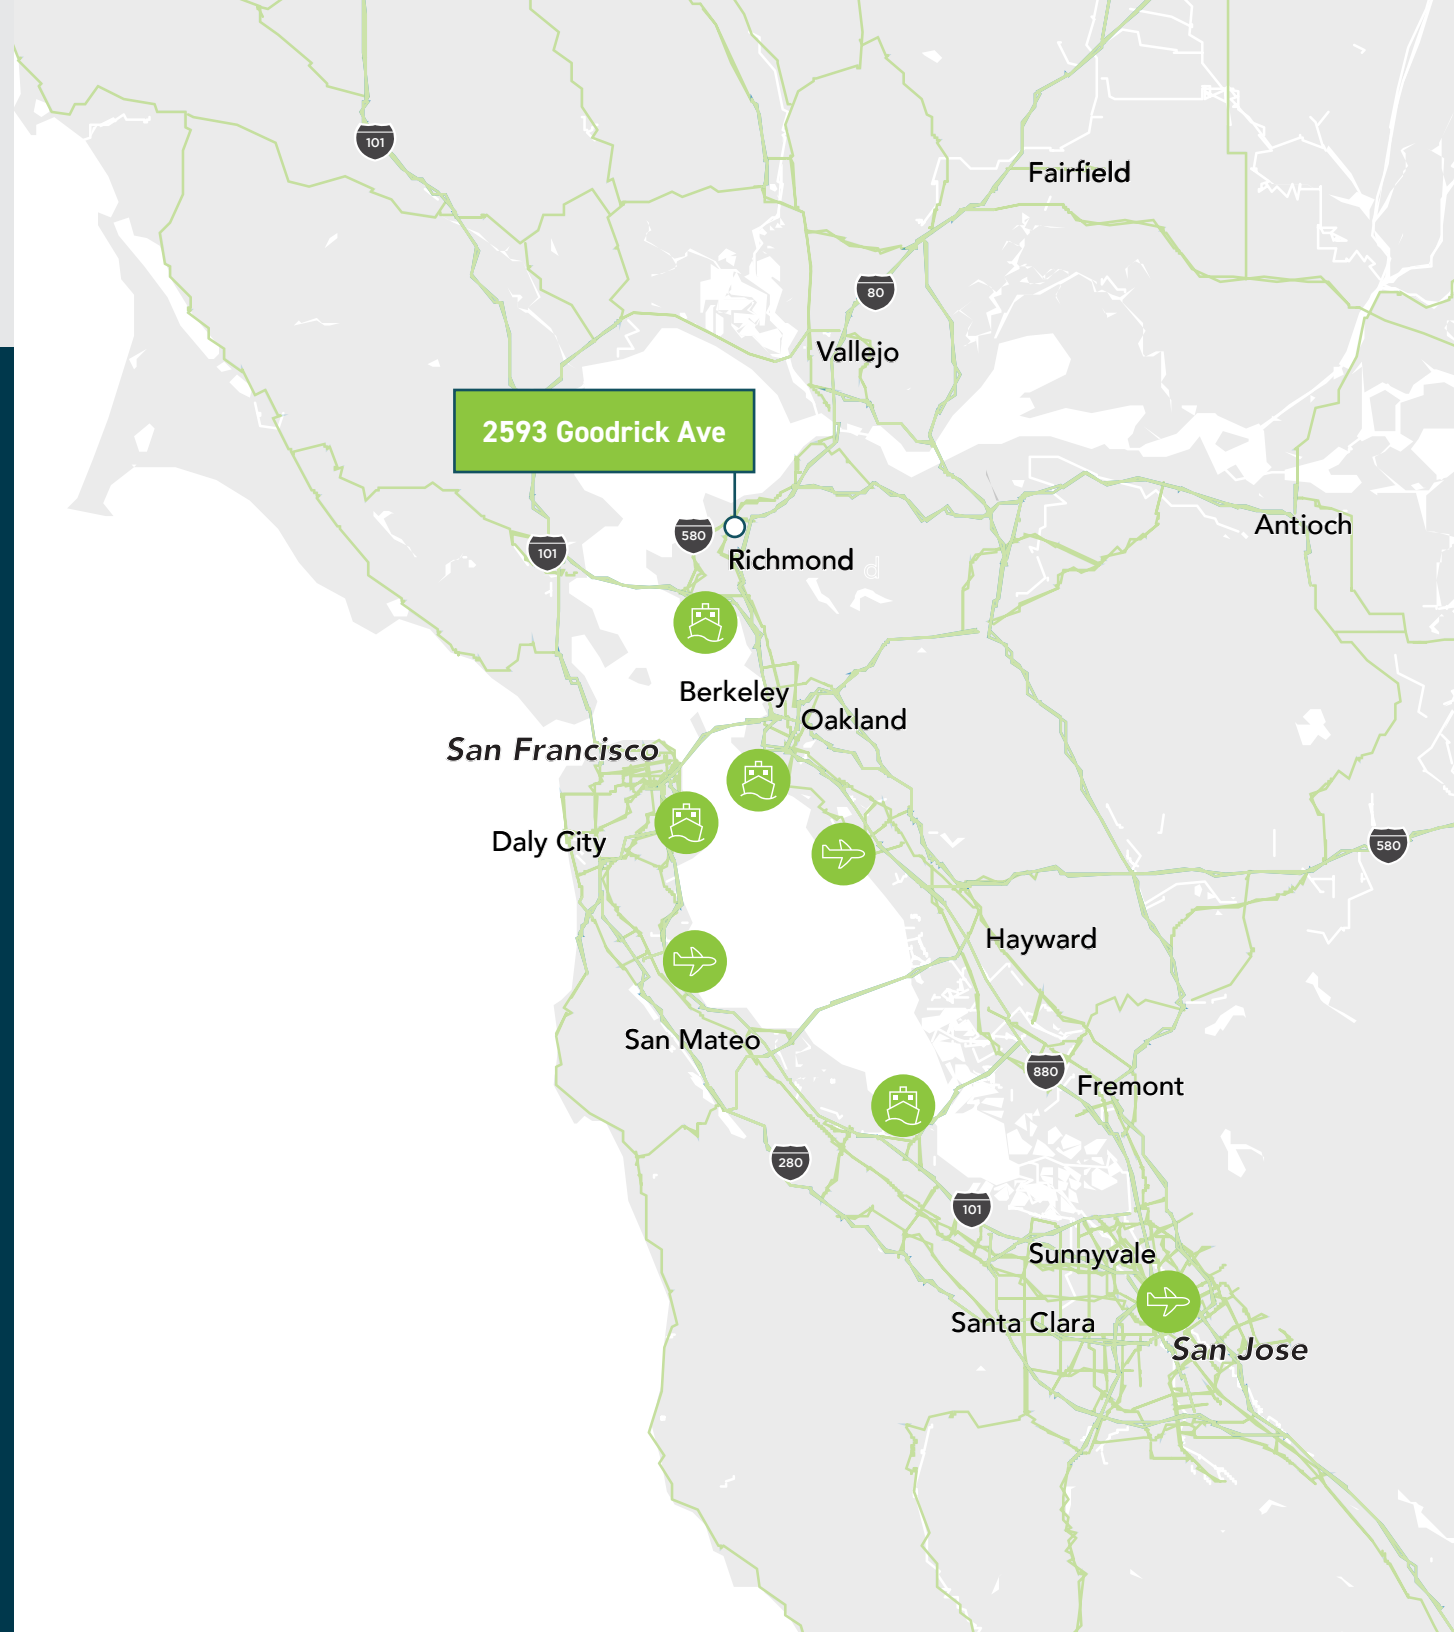 101
Fairfield
80
Vallejo
2593 Goodrick Ave
Antioch
580
101
Richmond
d
Berkeley
Oakland
San Francisco
Daly City
580
Hayward
San Mateo
880
Fremont
280
101
Sunnyvale
Santa Clara
San Jose